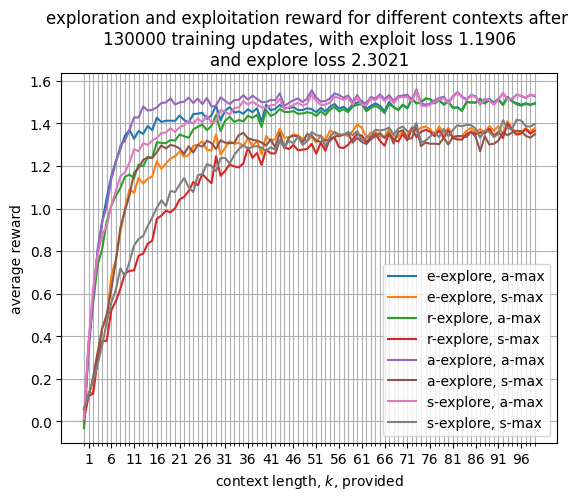 exploration and exploitation reward for different contexts after
130000 training updates, with exploit loss 1.1906
and explore loss 2.3021
1.6
1.4
1.2
1.0
0.8
0.6
0.4
0.2
0.0
average reward
e-explore, a-max
e-explore, s-max
r-explore, a-max
r-explore, s-max
a-explore, a-max
a-explore, s-max
s-explore, a-max
s-explore, s-max
1 6 11 16 21 26 31 36 41 46 51 56 61 66 71 76 81 86 91 96
context length, k, provided